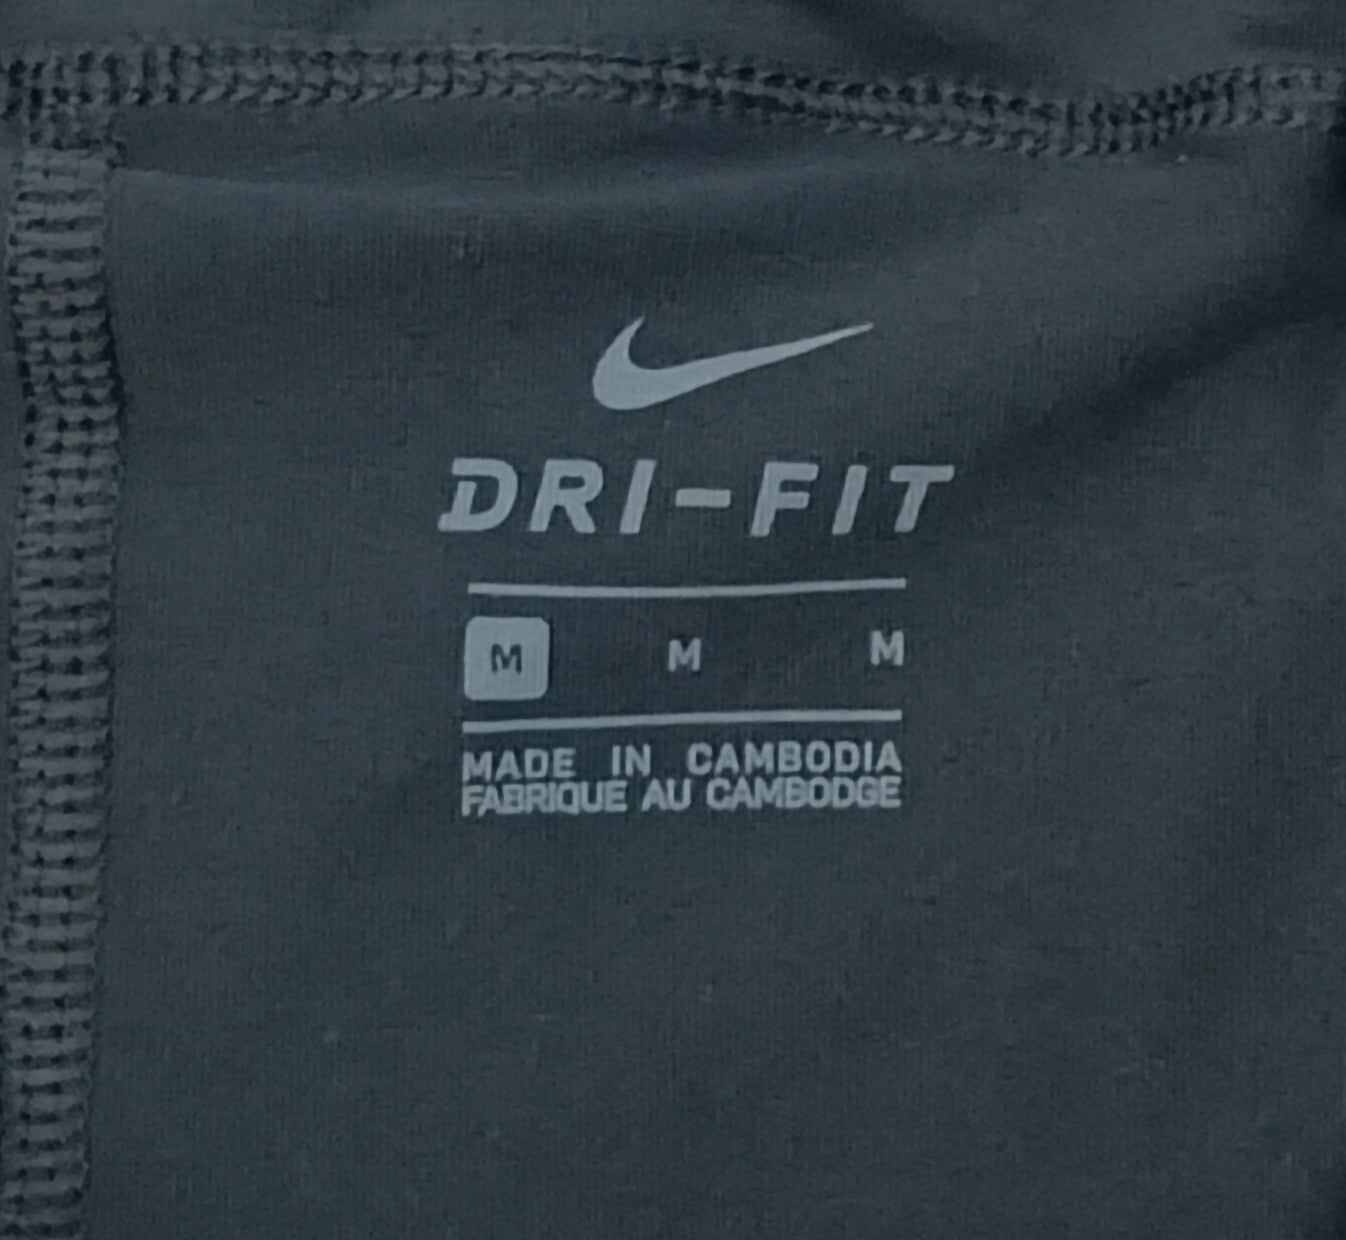 DRI-FIT
M M M
MADE IN CAMBODIA
FABRIQUE AU CAMBODGE